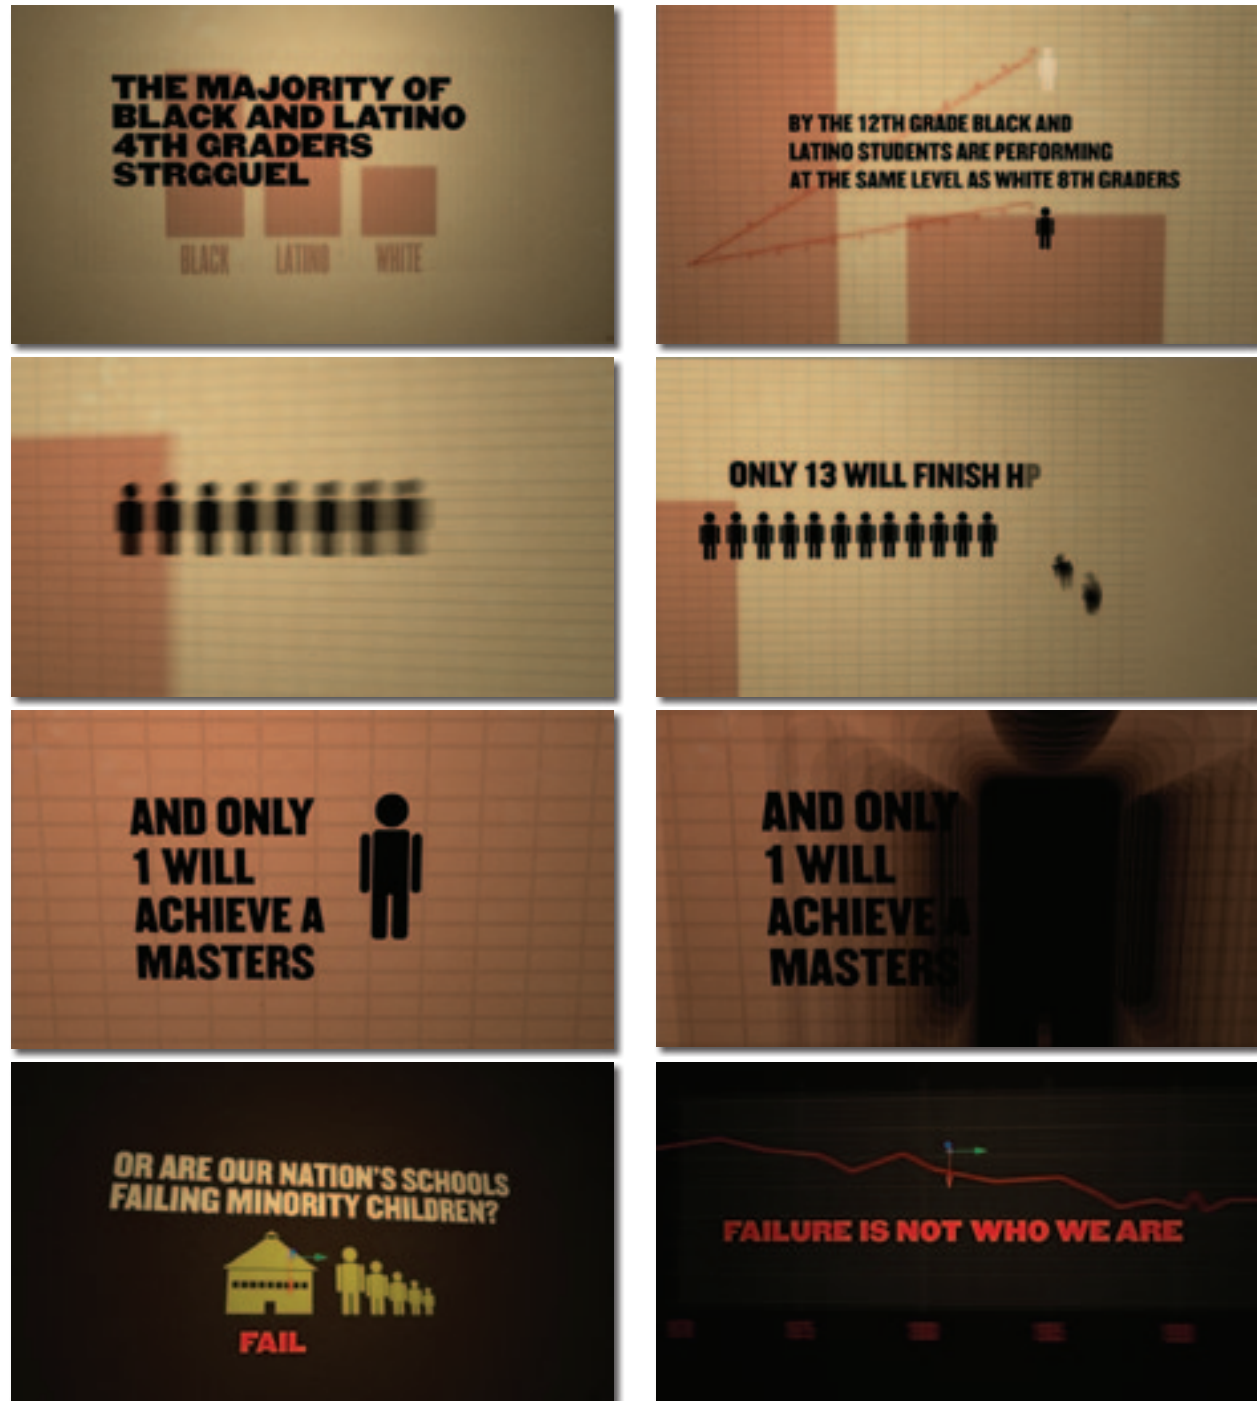 THE MAJORITY OF
BLACK AND LATINO
4TH GRADERS
STRGGUEL
BLACK LATINO WHITE
BY THE 12TH GRADE BLACK AND
LATINO STUDENTS ARE PERFORMING
AT THE SAME LEVEL AS WHITE 8TH GRADERS
ONLY 13 WILL FINISH HP
AND ONLY
1 WILL
ACHIEVE A
MASTERS
AND ONLY
1 WILL
ACHIEVE A
MASTERS
OR ARE OUR NATION'S SCHOOLS
FAILING MINORITY CHILDREN?
FAIL
FAILURE IS NOT WHO WE ARE